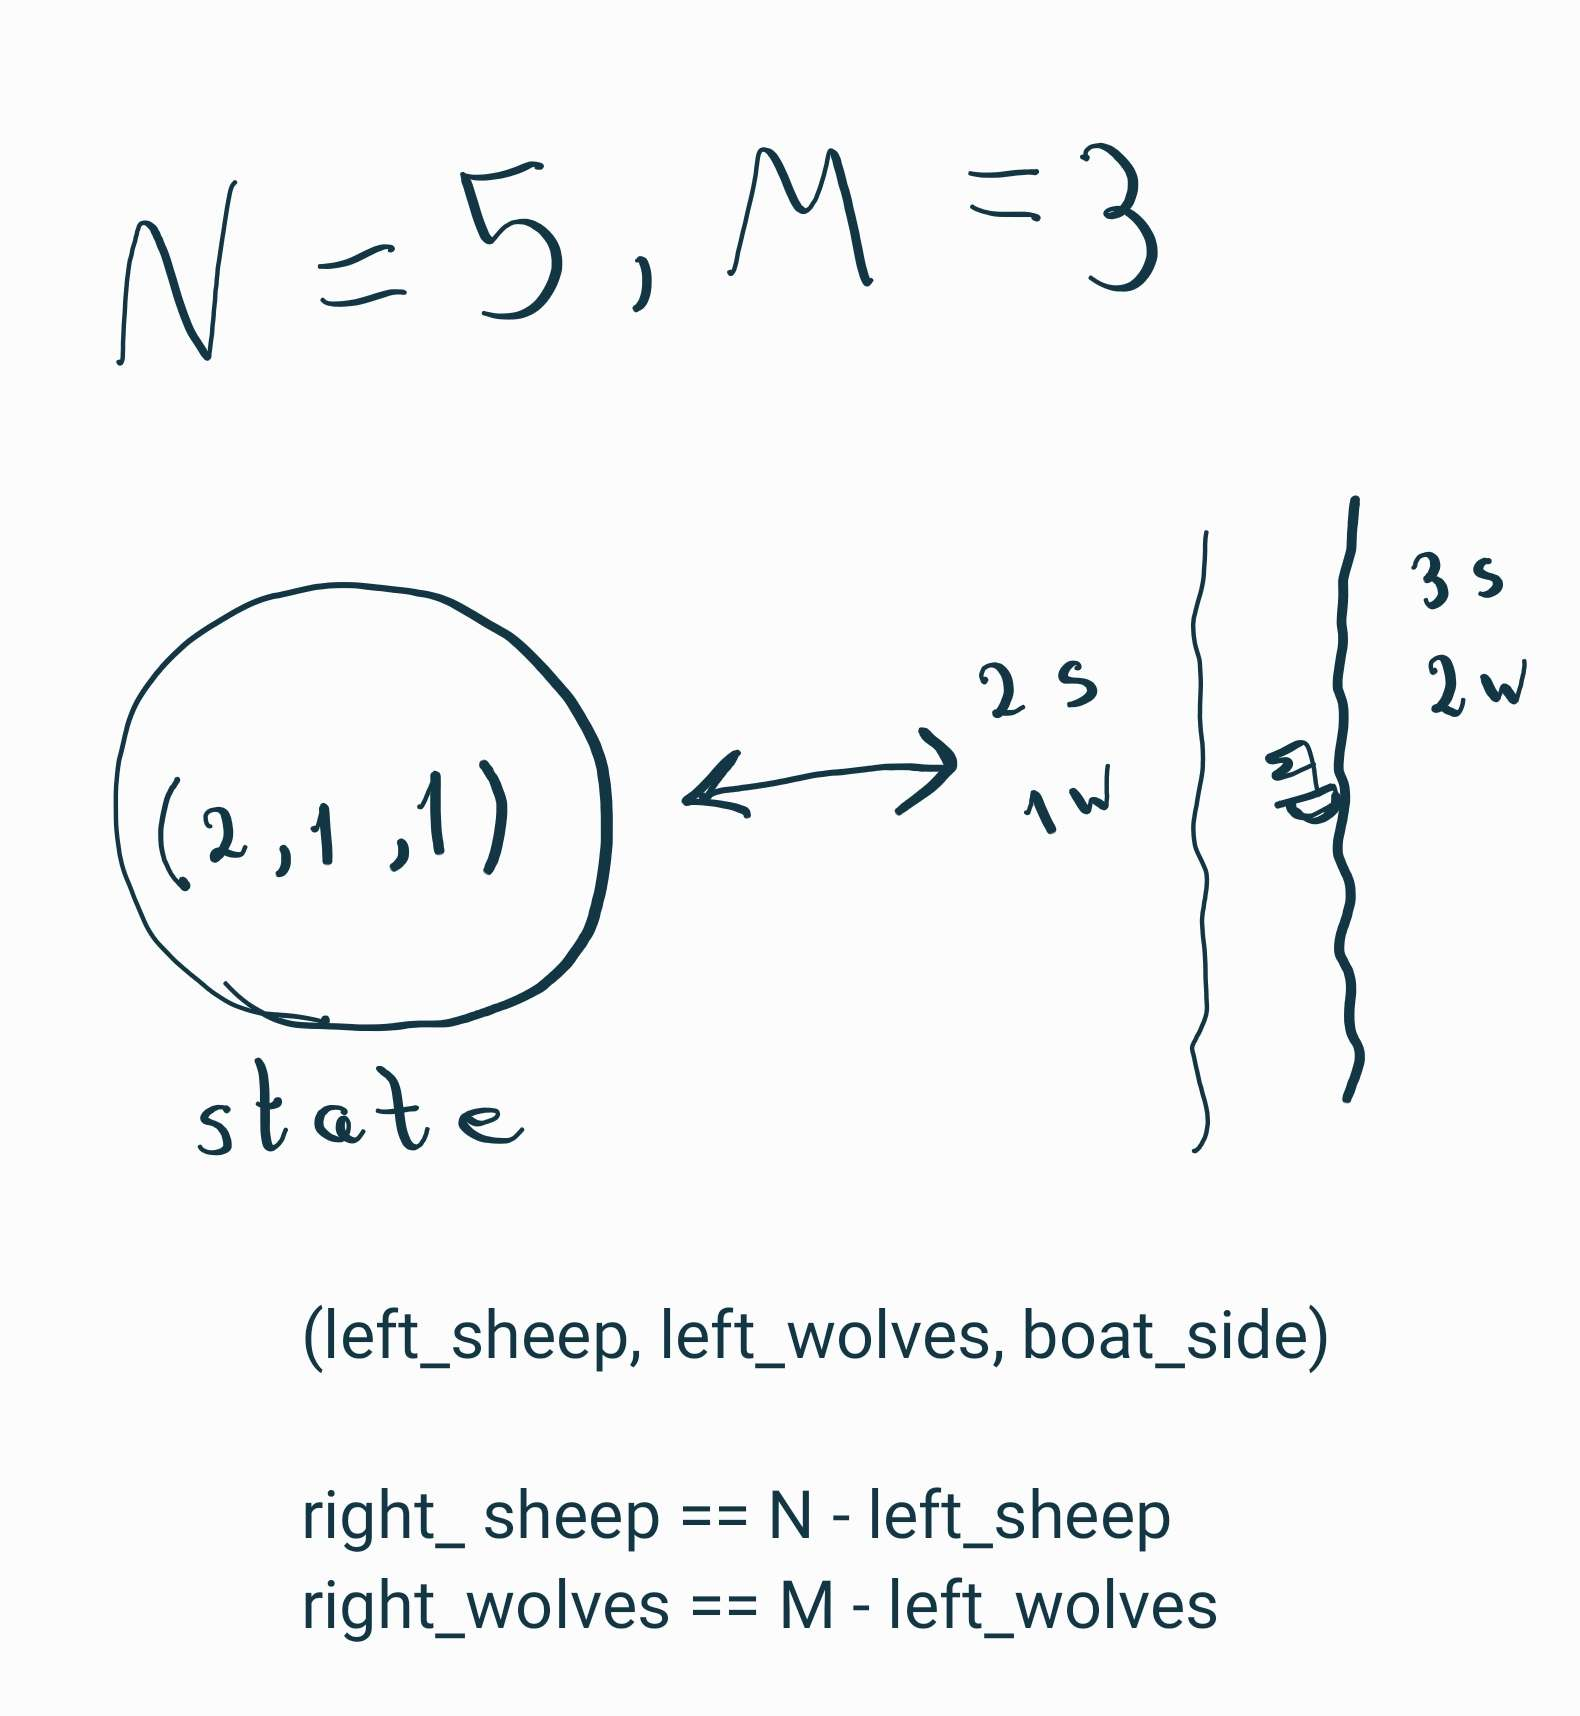 N = 5, M = 3
3 s
2 s
2 w
(2,1,1)
1 w
state
(left_sheep, left_wolves, boat_side)
right_ sheep == N - left_sheep
right_wolves == M - left_wolves